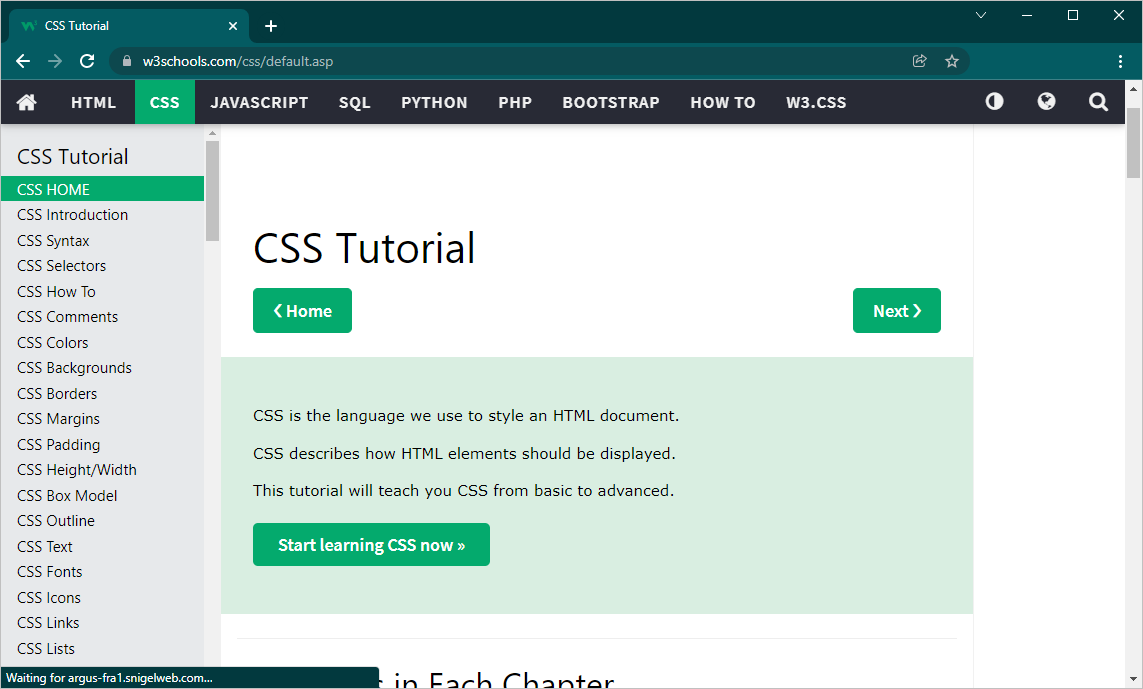 CSS Tutorial
w3schools.com/css/default.asp
HTML CSS JAVASCRIPT SQL PYTHON PHP BOOTSTRAP HOW TO W3.CSS
CSS Tutorial
CSS HOME
CSS Introduction
CSS Syntax
CSS Selectors
CSS How To
CSS Comments
CSS Colors
CSS Backgrounds
CSS Borders
CSS Margins
CSS Padding
CSS Height/Width
CSS Box Model
CSS Outline
CSS Text
CSS Fonts
CSS Icons
CSS Links
CSS Lists
CSS Tutorial
❮ Home
Next ❯
CSS is the language we use to style an HTML document.
CSS describes how HTML elements should be displayed.
This tutorial will teach you CSS from basic to advanced.
Start learning CSS now »
in Each Chapter
Waiting for argus-fra1.snigelweb.com...